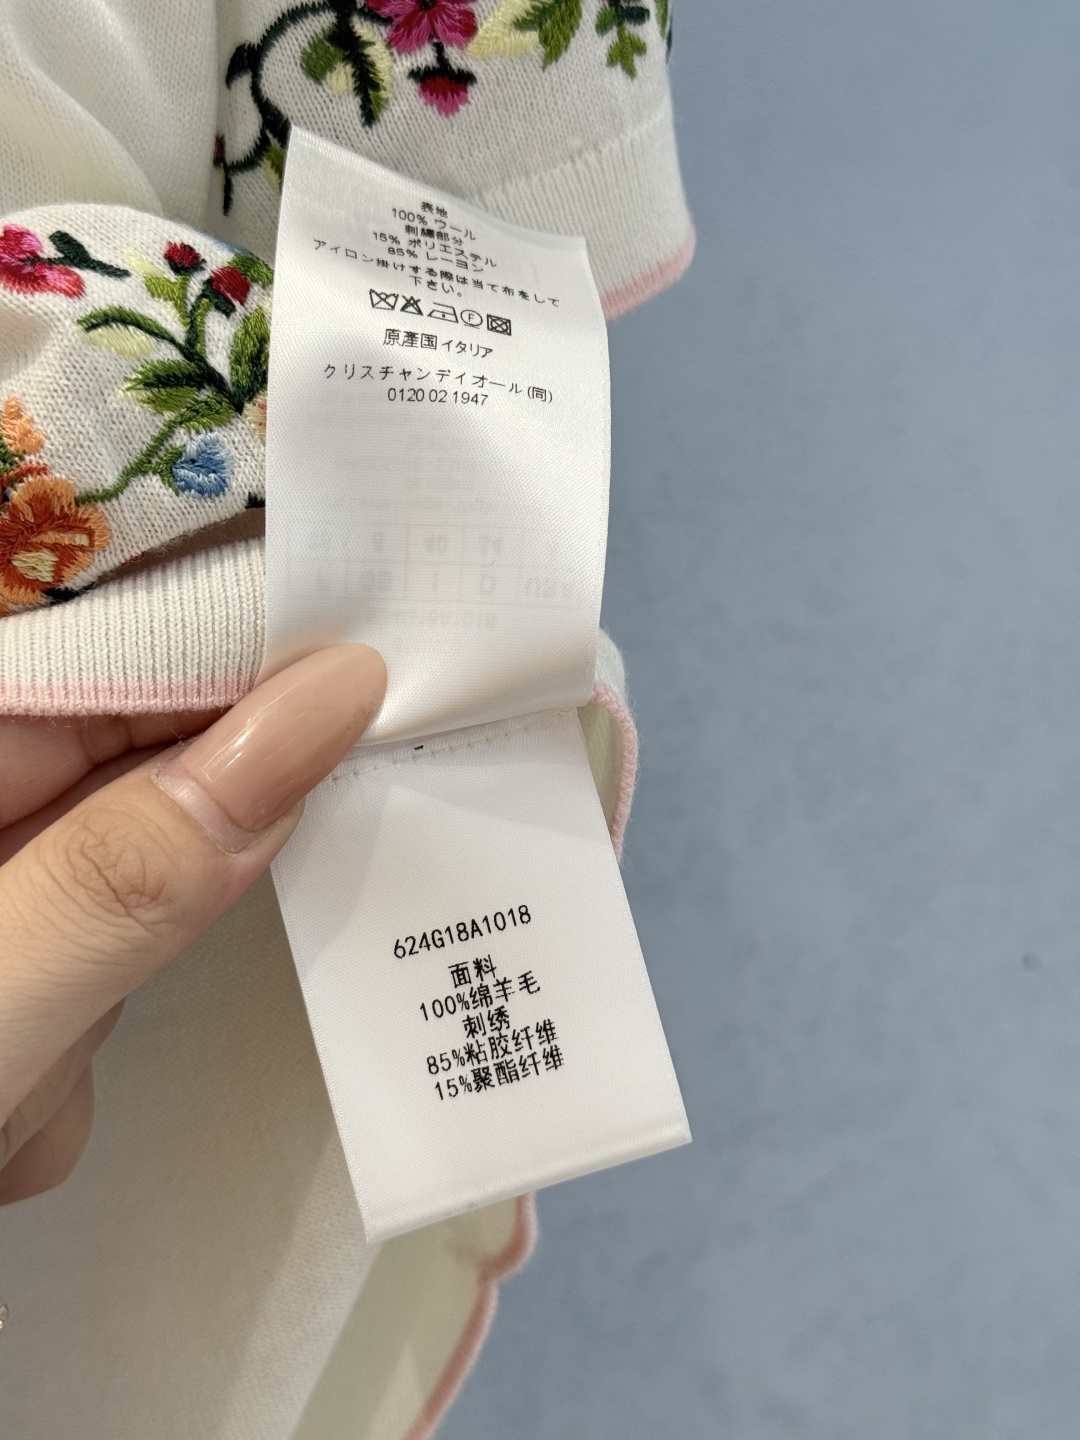 表地
100% ウール
刺繍部分
15% ポリエステル
85% レーヨン
アイロン掛けする際は当て布をして
下さい。
F
原産国イタリア
クリスチャンディオール (同)
0120 02 1947
624G18A1018
面料
100%绵羊毛
刺绣
85%粘胶纤维
15%聚酯纤维